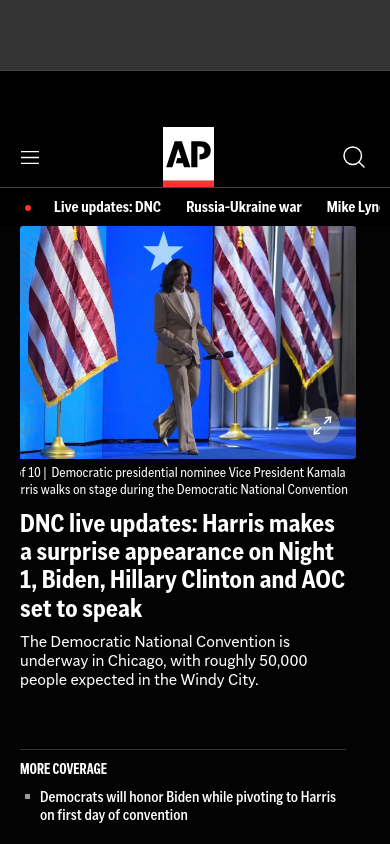 AP
Live updates: DNC Russia-Ukraine war Mike Lyn
of 10 | Democratic presidential nominee Vice President Kamala
rris walks on stage during the Democratic National Convention
DNC live updates: Harris makes
a surprise appearance on Night
1, Biden, Hillary Clinton and AOC
set to speak
The Democratic National Convention is
underway in Chicago, with roughly 50,000
people expected in the Windy City.
MORE COVERAGE
Democrats will honor Biden while pivoting to Harris
on first day of convention